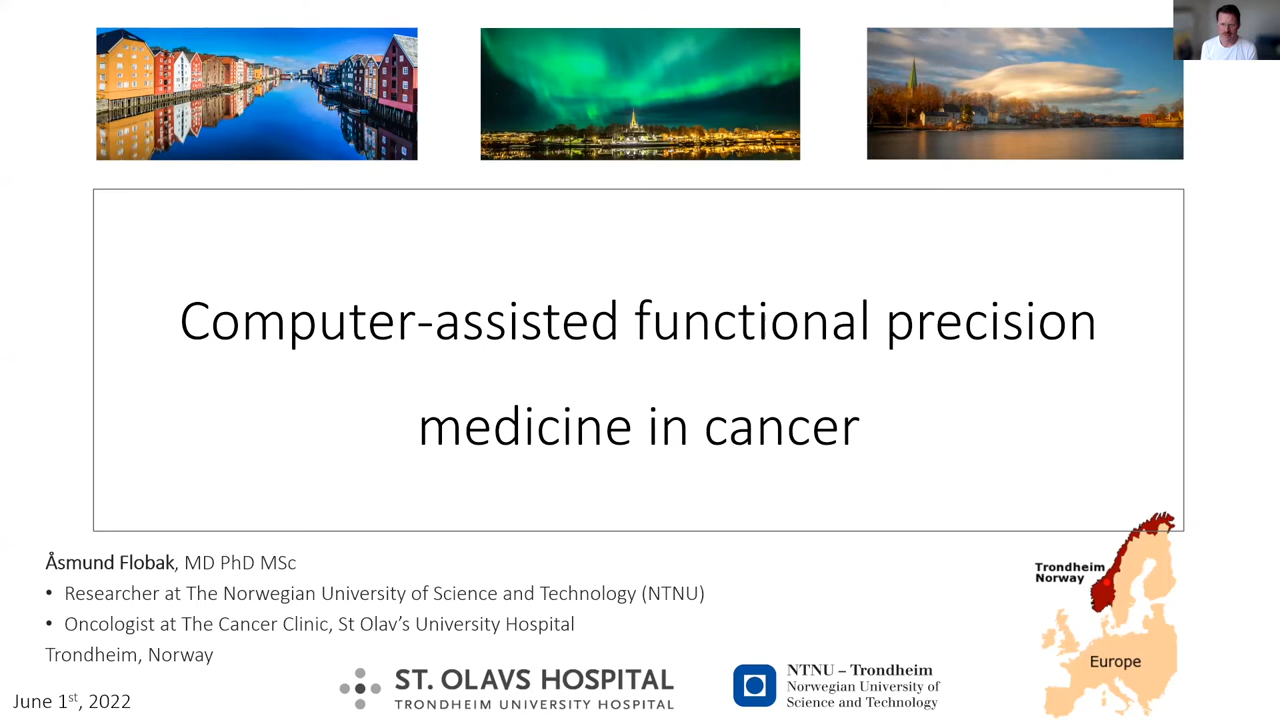 Computer-assisted functional precision
medicine in cancer
Åsmund Flobak, MD PhD MSc
• Researcher at The Norwegian University of Science and Technology (NTNU)
• Oncologist at The Cancer Clinic, St Olav’s University Hospital
Trondheim, Norway
June 1st, 2022
ST. OLAVS HOSPITAL
TRONDHEIM UNIVERSITY HOSPITAL
NTNU – Trondheim
Norwegian University of
Science and Technology
Trondheim
Norway
Europe